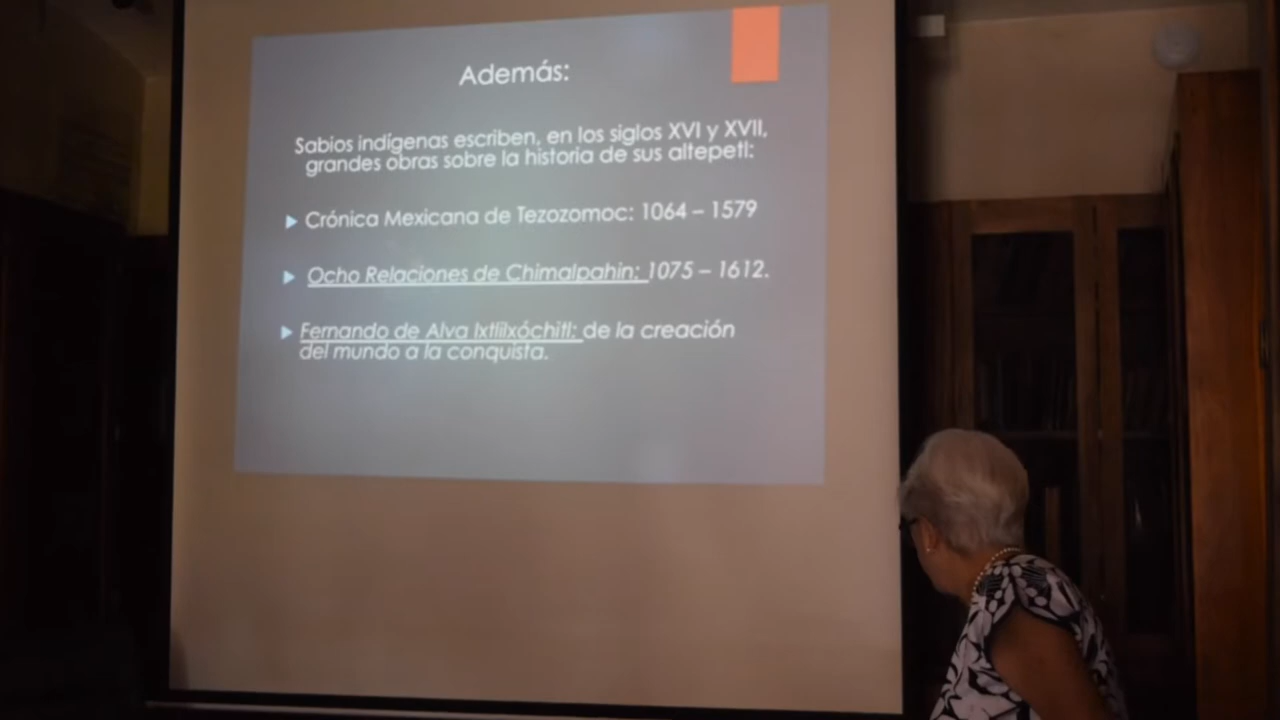 Además:
Sabios indígenas escriben, en los siglos XVI y XVII,
grandes obras sobre la historia de sus altepetl:
Crónica Mexicana de Tezozomoc: 1064 – 1579
Ocho Relaciones de Chimalpahin: 1075 – 1612.
Fernando de Alva Ixtlilxóchitl: de la creación
del mundo a la conquista.